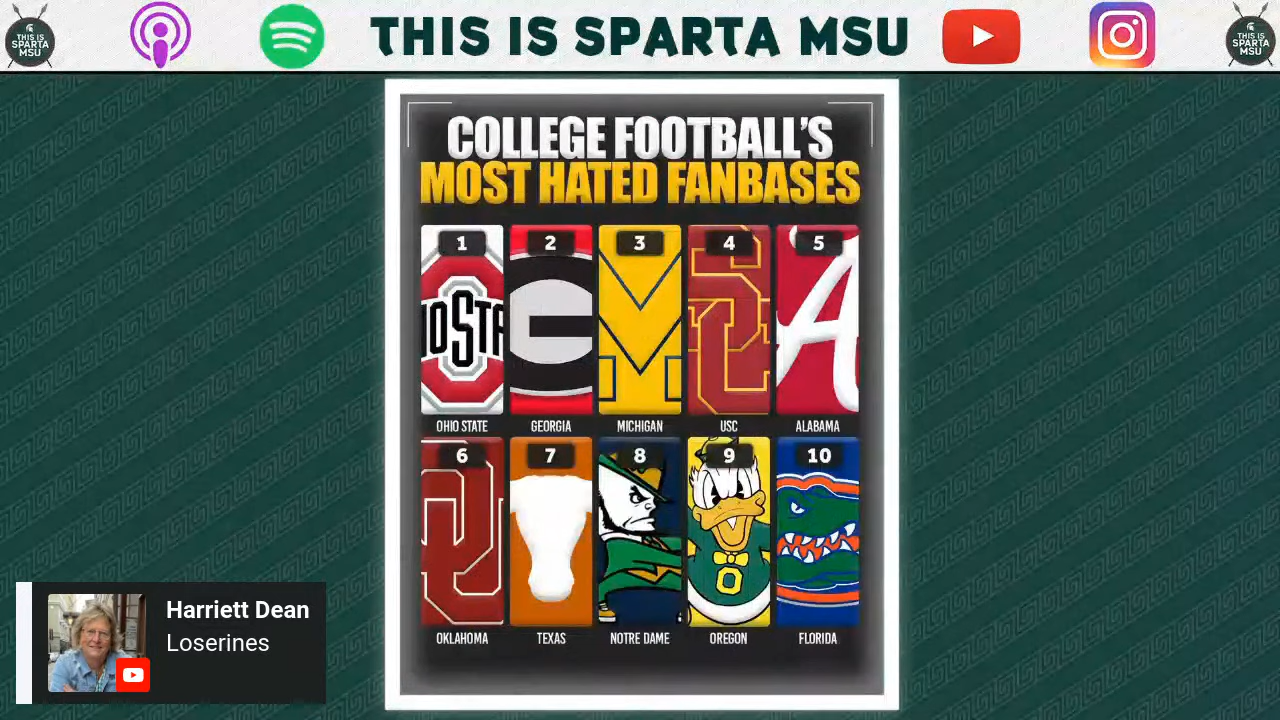 THIS IS SPARTA MSU
THIS IS SPARTA MSU
THIS IS SPARTA MSU
COLLEGE FOOTBALL'S
MOST HATED FANBASES
1 2 3 4 5
OSTA
OHIO STATE GEORGIA MICHIGAN USC ALABAMA
6 7 8 9 10
O
OKLAHOMA TEXAS NOTRE DAME OREGON FLORIDA
Harriett Dean
Loserines